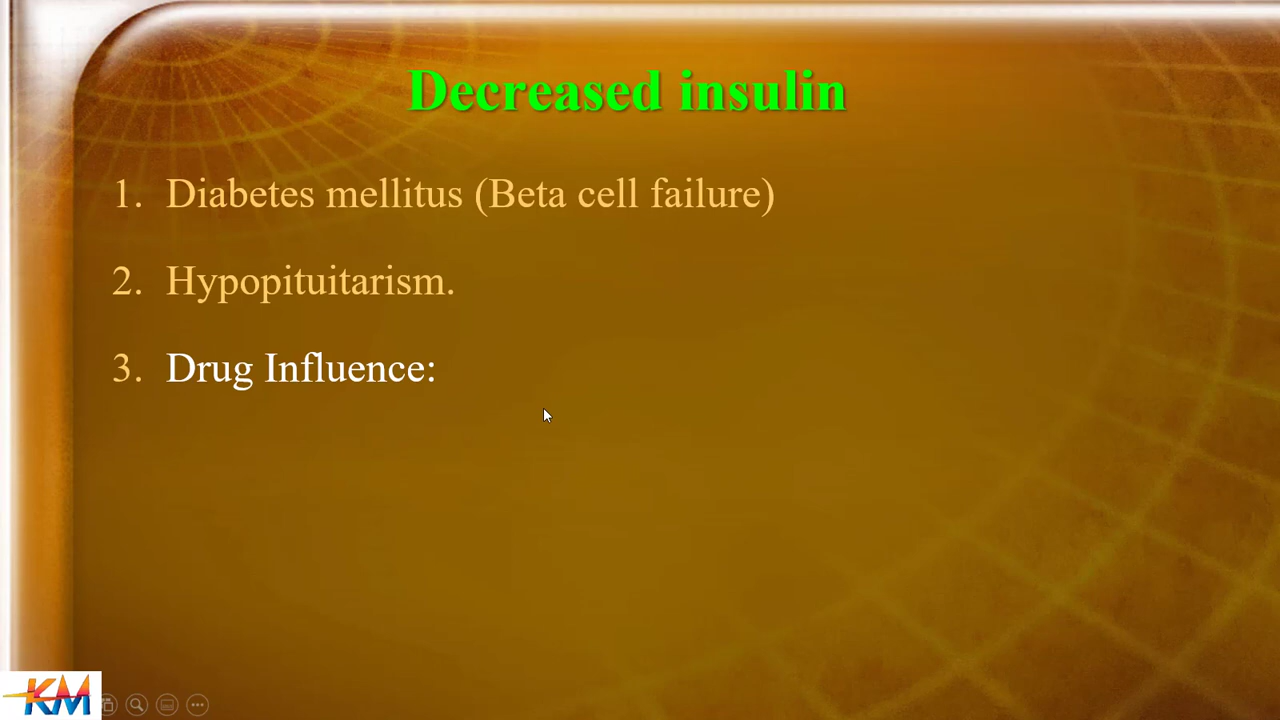 Decreased insulin
1. Diabetes mellitus (Beta cell failure)
2. Hypopituitarism.
3. Drug Influence:
KM